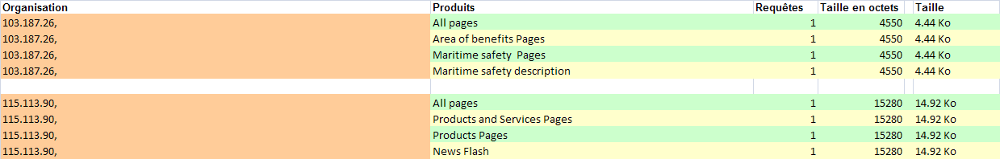 Organisation Produits Requêtes Taille en octets Taille
103.187.26, All pages 1 4550 4.44 Ko
103.187.26, Area of benefits Pages 1 4550 4.44 Ko
103.187.26, Maritime safety  Pages 1 4550 4.44 Ko
103.187.26, Maritime safety description 1 4550 4.44 Ko
115.113.90, All pages 1 15280 14.92 Ko
115.113.90, Products and Services Pages 1 15280 14.92 Ko
115.113.90, Products Pages 1 15280 14.92 Ko
115.113.90, News Flash 1 15280 14.92 Ko